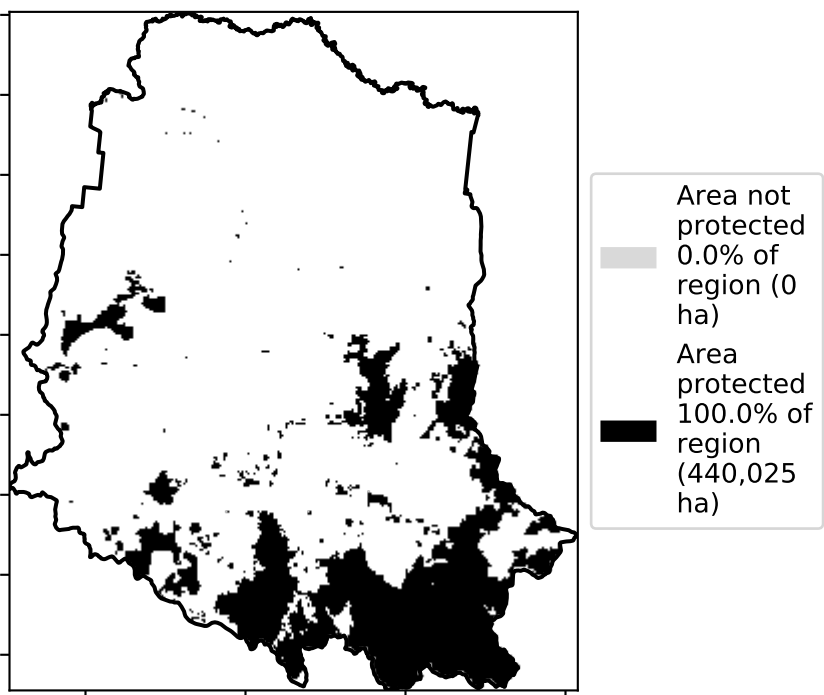 Area not
protected
0.0% of
region (0
ha)
Area
protected
100.0% of
region
(440,025
ha)